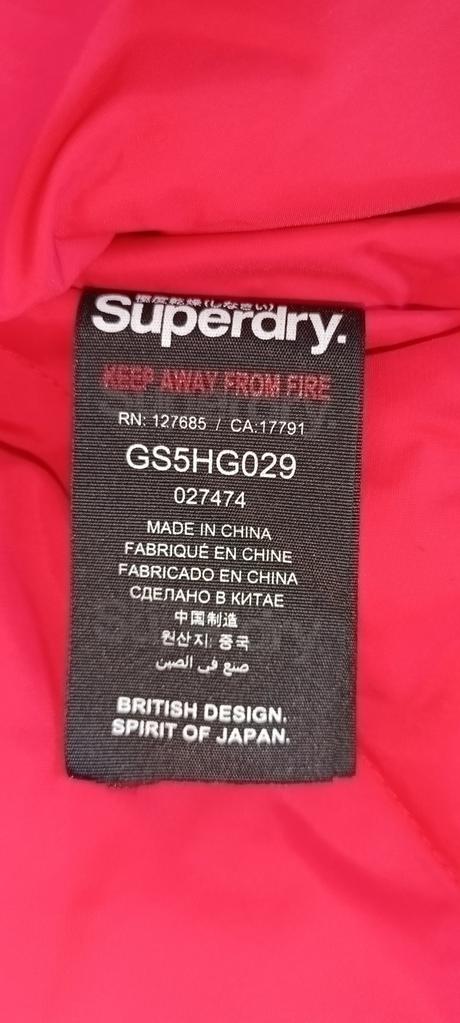 極度乾燥(しなさい)
Superdry.
KEEP AWAY FROM FIRE
RN: 127685 / CA:17791
GS5HG029
027474
MADE IN CHINA
FABRIQUÉ EN CHINE
FABRICADO EN CHINA
СДЕЛАНО В КИТАЕ
中国制造
원산지: 중국
صنع في الصين
BRITISH DESIGN.
SPIRIT OF JAPAN.